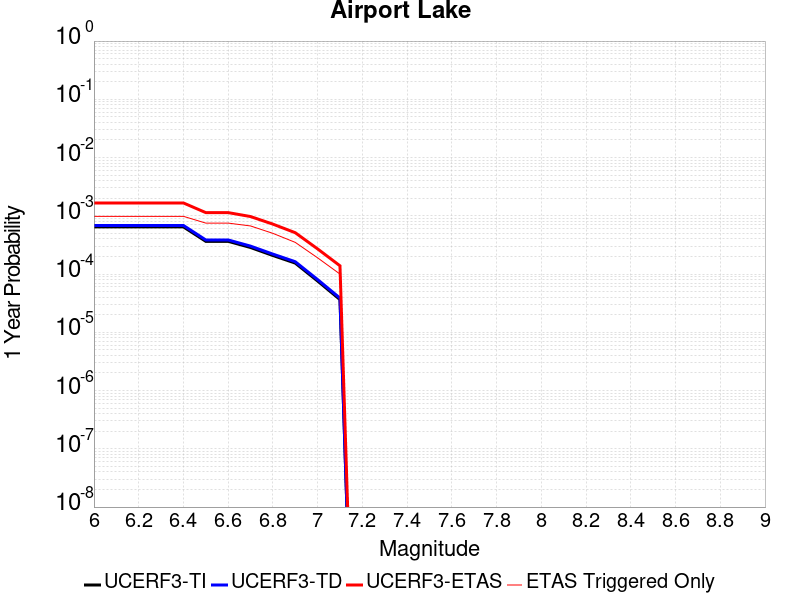 Airport Lake
1 Year Probability
10^0
10^-1
10^-2
10^-3
10^-4
10^-5
10^-6
10^-7
10^-8
6 6.2 6.4 6.6 6.8 7 7.2 7.4 7.6 7.8 8 8.2 8.4 8.6 8.8 9
Magnitude
UCERF3-TI UCERF3-TD UCERF3-ETAS ETAS Triggered Only